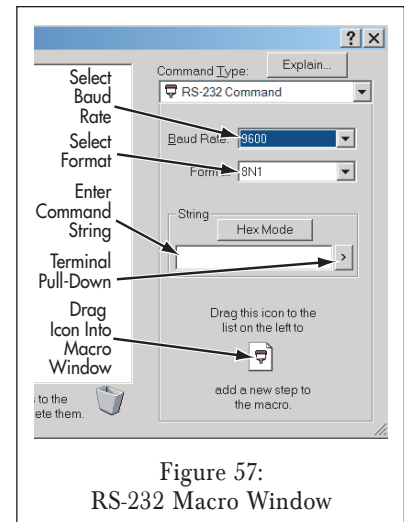 ? ×
Select
Baud
Rate
Select
Format
Enter
Command
String
Terminal
Pull-Down
Drag
Icon Into
Macro
Window
Command Type:
Explain...
RS-232 Command
Baud Rate: 9600
8N1
String
Hex Mode
>
Drag this icon to the
list on the left to
add a new step to
the macro.
to the
ete them.
Figure 57:
RS-232 Macro Window